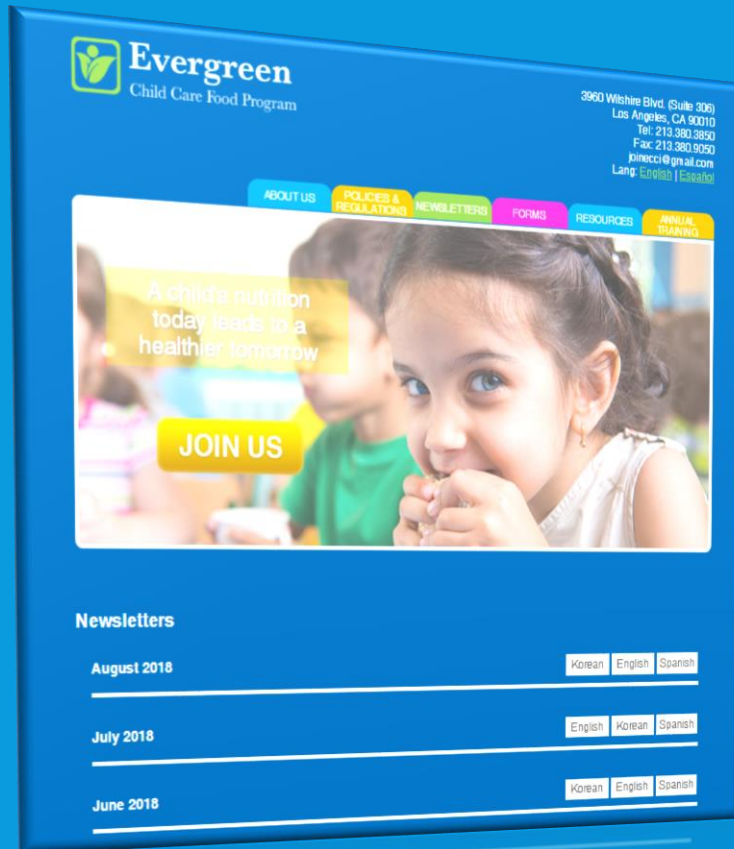 Evergreen
Child Care Food Program
3960 Wilshire Blvd. (Suite 306)
Los Angeles, CA 90010
Tel: 213.380.3850
Fax: 213.380.9050
joinecci@gmail.com
Lang: English | Español
ABOUT US
POLICIES &
REGULATIONS
NEWSLETTERS
FORMS
RESOURCES
ANNUAL
TRAINING
A child's nutrition
today leads to a
healthier tomorrow
JOIN US
Newsletters
August 2018 Korean English Spanish
July 2018 English Korean Spanish
June 2018 Korean English Spanish